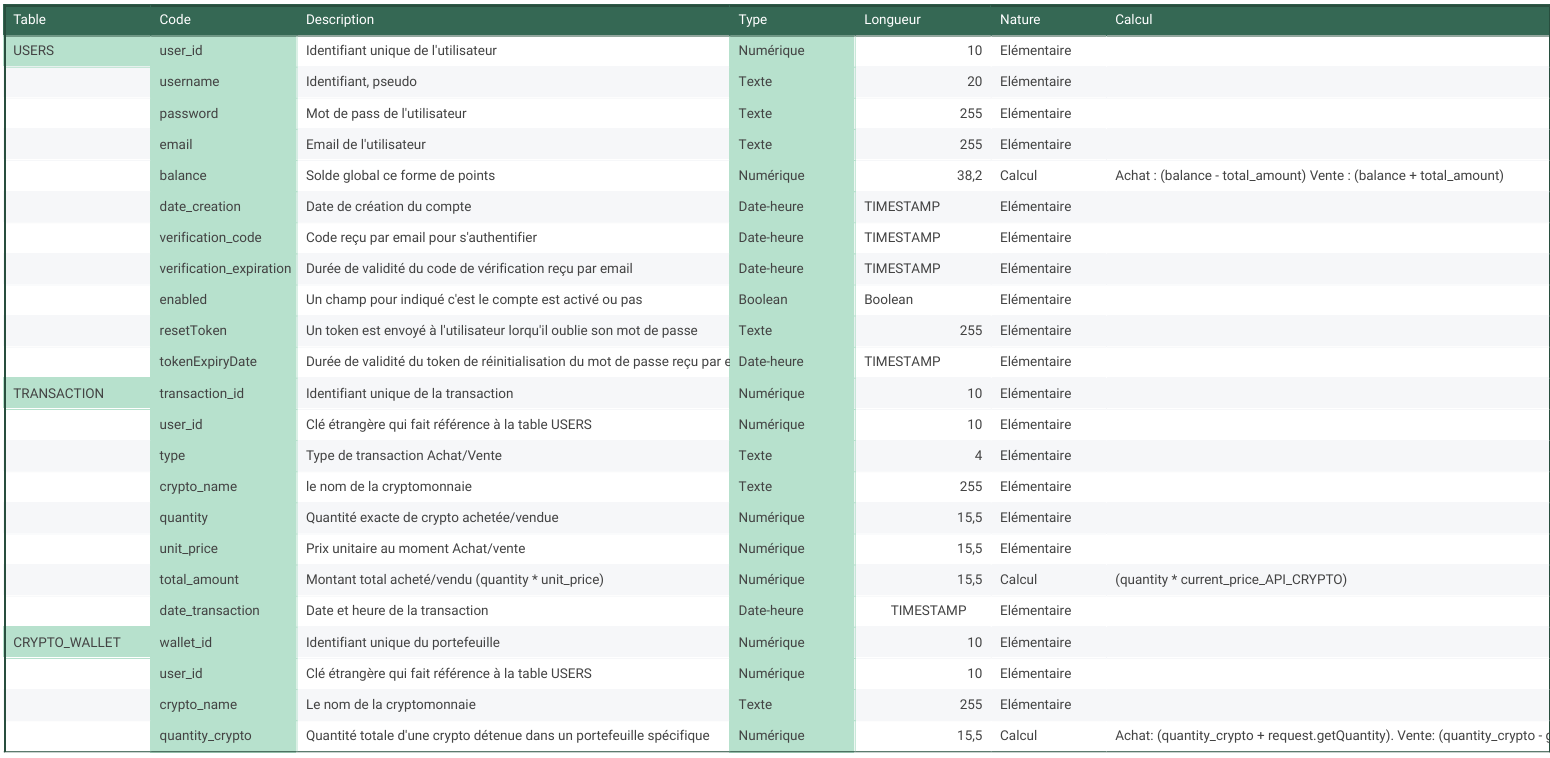 Table Code Description Type Longueur Nature Calcul
USERS user_id Identifiant unique de l'utilisateur Numérique 10 Elémentaire
username Identifiant, pseudo Texte 20 Elémentaire
password Mot de pass de l'utilisateur Texte 255 Elémentaire
email Email de l'utilisateur Texte 255 Elémentaire
balance Solde global ce forme de points Numérique 38,2 Calcul Achat : (balance - total_amount) Vente : (balance + total_amount)
date_creation Date de création du compte Date-heure TIMESTAMP Elémentaire
verification_code Code reçu par email pour s'authentifier Date-heure TIMESTAMP Elémentaire
verification_expiration Durée de validité du code de vérification reçu par email Date-heure TIMESTAMP Elémentaire
enabled Un champ pour indiqué c'est le compte est activé ou pas Boolean Boolean Elémentaire
resetToken Un token est envoyé à l'utilisateur lorqu'il oublie son mot de passe Texte 255 Elémentaire
tokenExpiryDate Durée de validité du token de réinitialisation du mot de passe reçu par e Date-heure TIMESTAMP Elémentaire
TRANSACTION transaction_id Identifiant unique de la transaction Numérique 10 Elémentaire
user_id Clé étrangère qui fait référence à la table USERS Numérique 10 Elémentaire
type Type de transaction Achat/Vente Texte 4 Elémentaire
crypto_name le nom de la cryptomonnaie Texte 255 Elémentaire
quantity Quantité exacte de crypto achetée/vendue Numérique 15,5 Elémentaire
unit_price Prix unitaire au moment Achat/vente Numérique 15,5 Elémentaire
total_amount Montant total acheté/vendu (quantity * unit_price) Numérique 15,5 Calcul (quantity * current_price_API_CRYPTO)
date_transaction Date et heure de la transaction Date-heure TIMESTAMP Elémentaire
CRYPTO_WALLET wallet_id Identifiant unique du portefeuille Numérique 10 Elémentaire
user_id Clé étrangère qui fait référence à la table USERS Numérique 10 Elémentaire
crypto_name Le nom de la cryptomonnaie Texte 255 Elémentaire
quantity_crypto Quantité totale d'une crypto détenue dans un portefeuille spécifique Numérique 15,5 Calcul Achat: (quantity_crypto + request.getQuantity). Vente: (quantity_crypto -